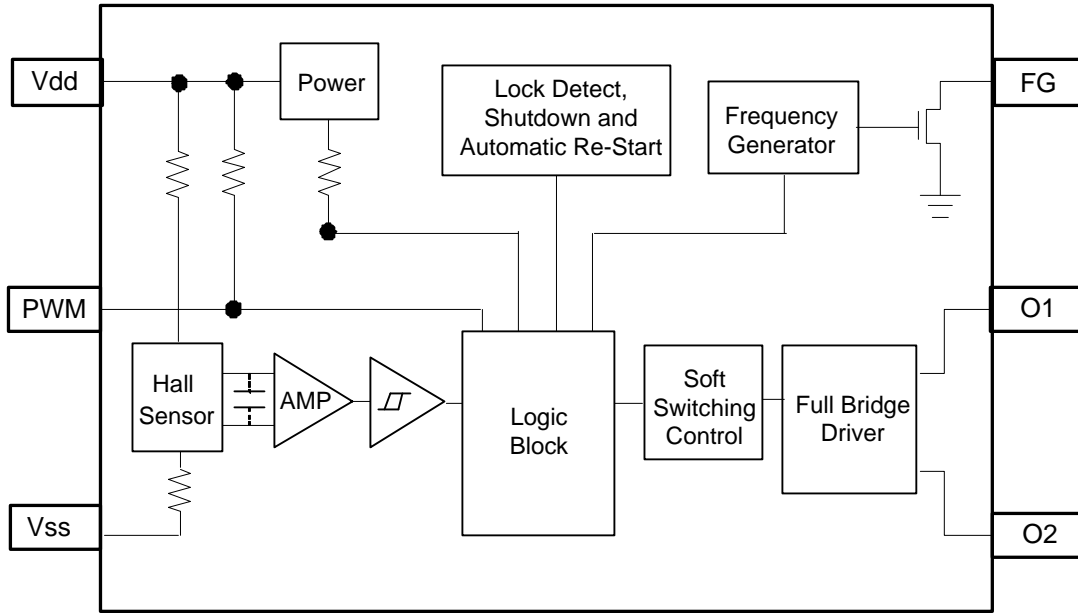 Vdd
Power
Lock Detect,
Shutdown and
Automatic Re-Start
Frequency
Generator
FG
PWM
O1
Hall
Sensor
AMP
Logic
Block
Soft
Switching
Control
Full Bridge
Driver
Vss
O2